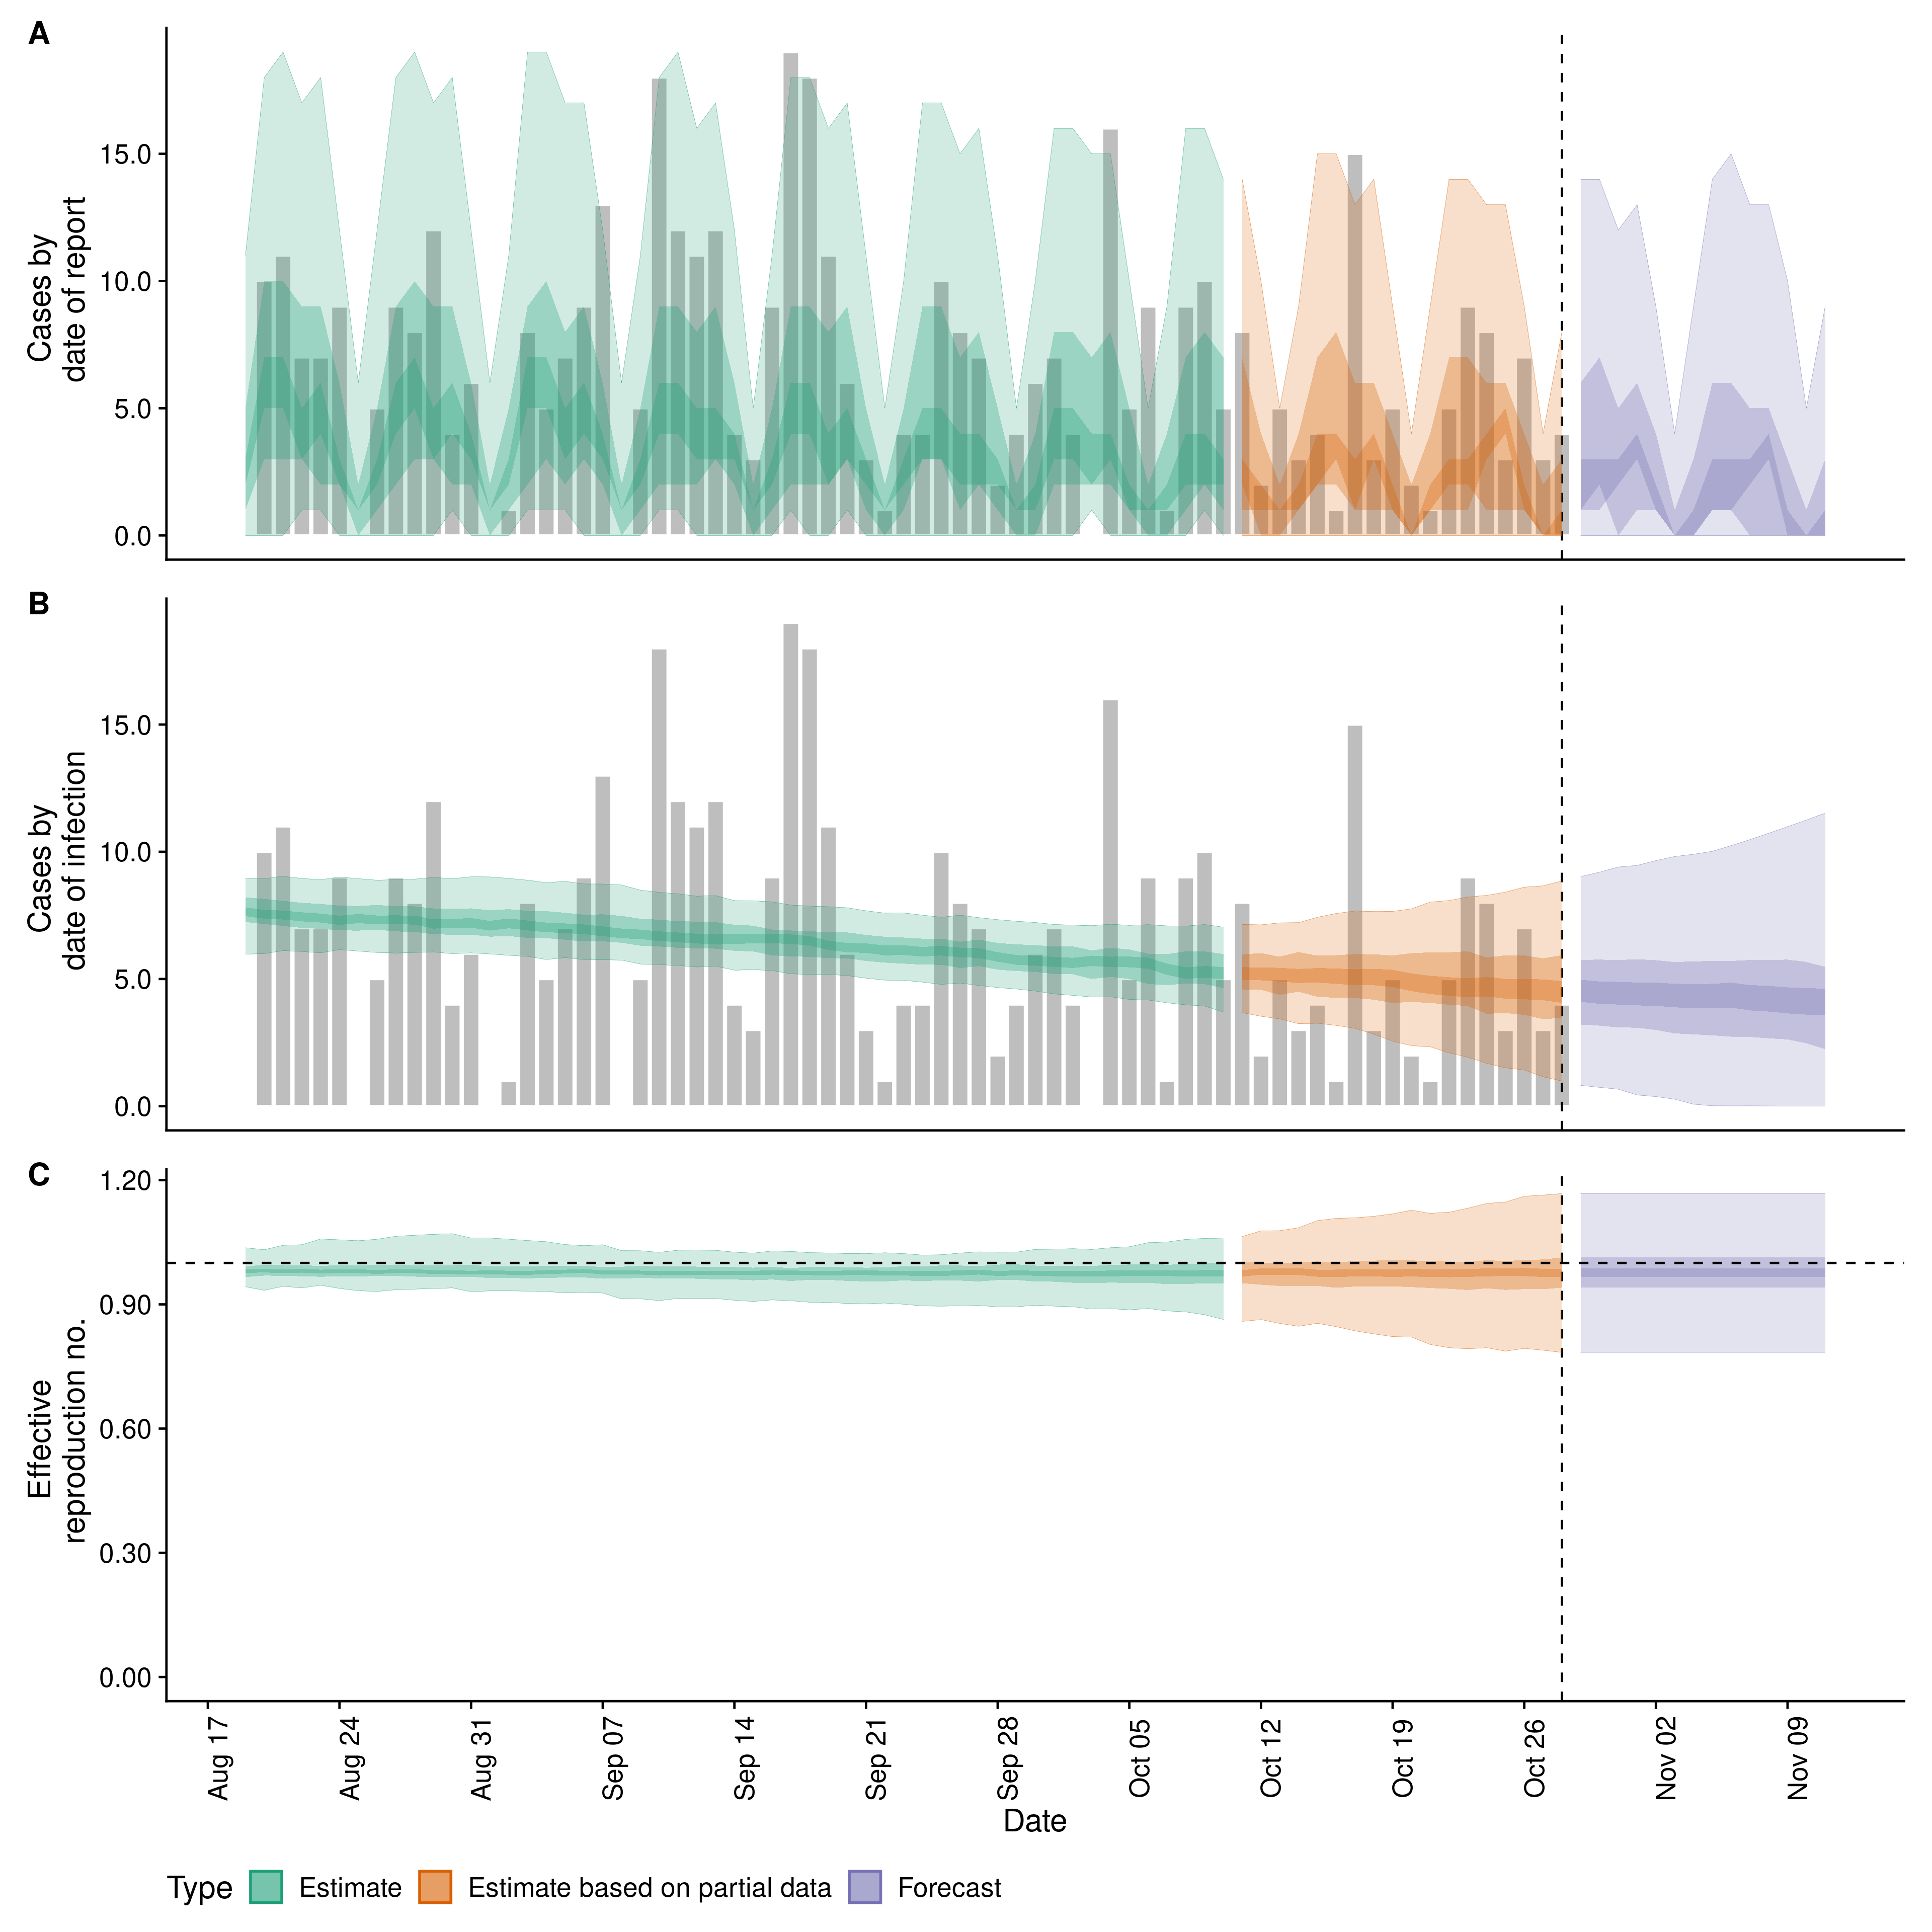 A
Cases by
date of report
15.0
10.0
5.0
0.0
B
Cases by
date of infection
15.0
10.0
5.0
0.0
C
Effective
reproduction no.
1.20
0.90
0.60
0.30
0.00
Aug 17
Aug 24
Aug 31
Sep 07
Sep 14
Sep 21
Sep 28
Oct 05
Oct 12
Oct 19
Oct 26
Nov 02
Nov 09
Date
Type Estimate Estimate based on partial data Forecast